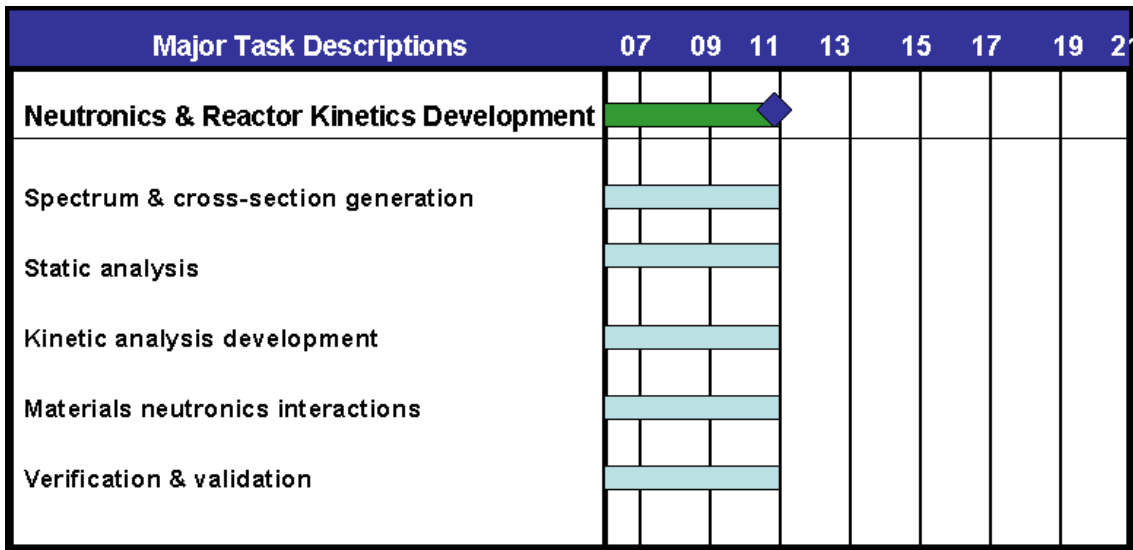 Major Task Descriptions 07 09 11 13 15 17 19 21
Neutronics & Reactor Kinetics Development
Spectrum & cross-section generation
Static analysis
Kinetic analysis development
Materials neutronics interactions
Verification & validation